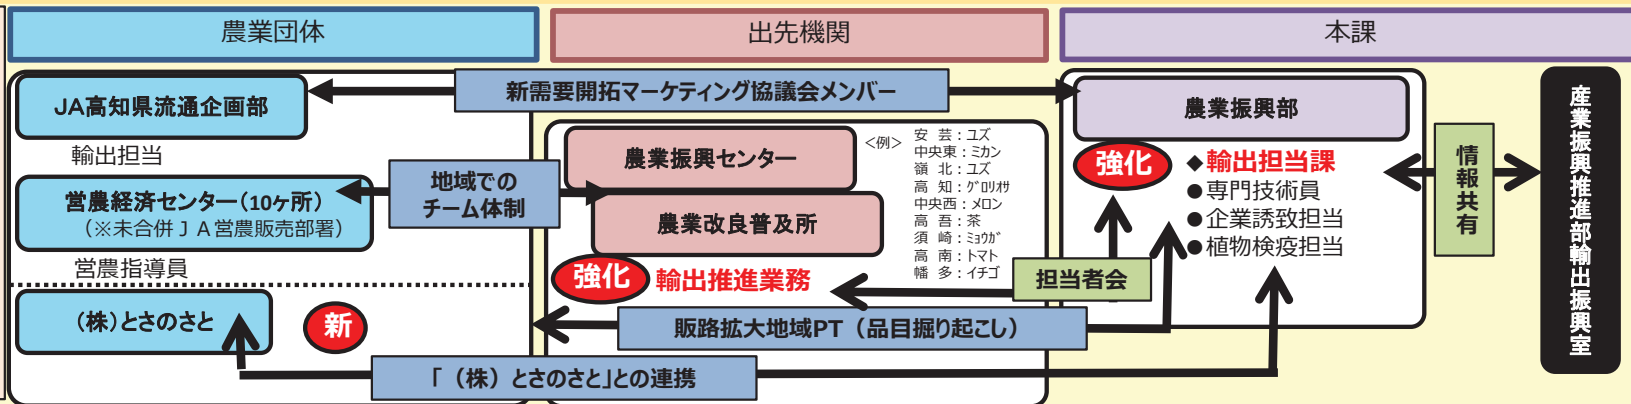 農業団体
出先機関
本課
JA高知県流通企画部
輸出担当
営農経済センター（10ヶ所）
（※未合併ＪＡ営農販売部署）
営農指導員
（株）とさのさと
新
新需要開拓マーケティング協議会メンバー
地域での
チーム体制
農業振興センター
農業改良普及所
強化
輸出推進業務
＜例＞
安　芸：ユズ
中央東：ミカン
嶺　北：ユズ
高　知：ｸﾞﾛﾘｵｻ
中央西：メロン
高　吾：茶
須　崎：ﾐｮｳｶﾞ
高　南：トマト
幡　多：イチゴ
担当者会
販路拡大地域PT（品目掘り起こし）
「（株）とさのさと」との連携
農業振興部
強化
◆輸出担当課
●専門技術員
●企業誘致担当
●植物検疫担当
情報共有
産業振興推進部輸出振興室